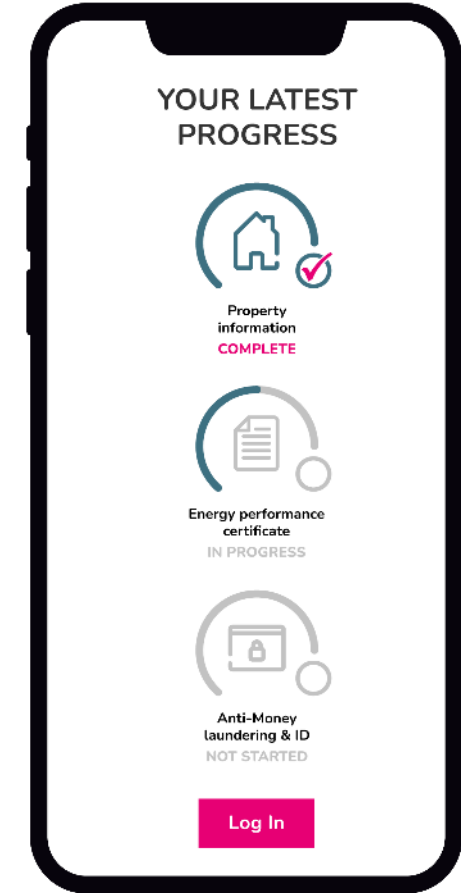 YOUR LATEST
PROGRESS
Property
information
COMPLETE
Energy performance
certificate
IN PROGRESS
Anti-Money
laundering & ID
NOT STARTED
Log In